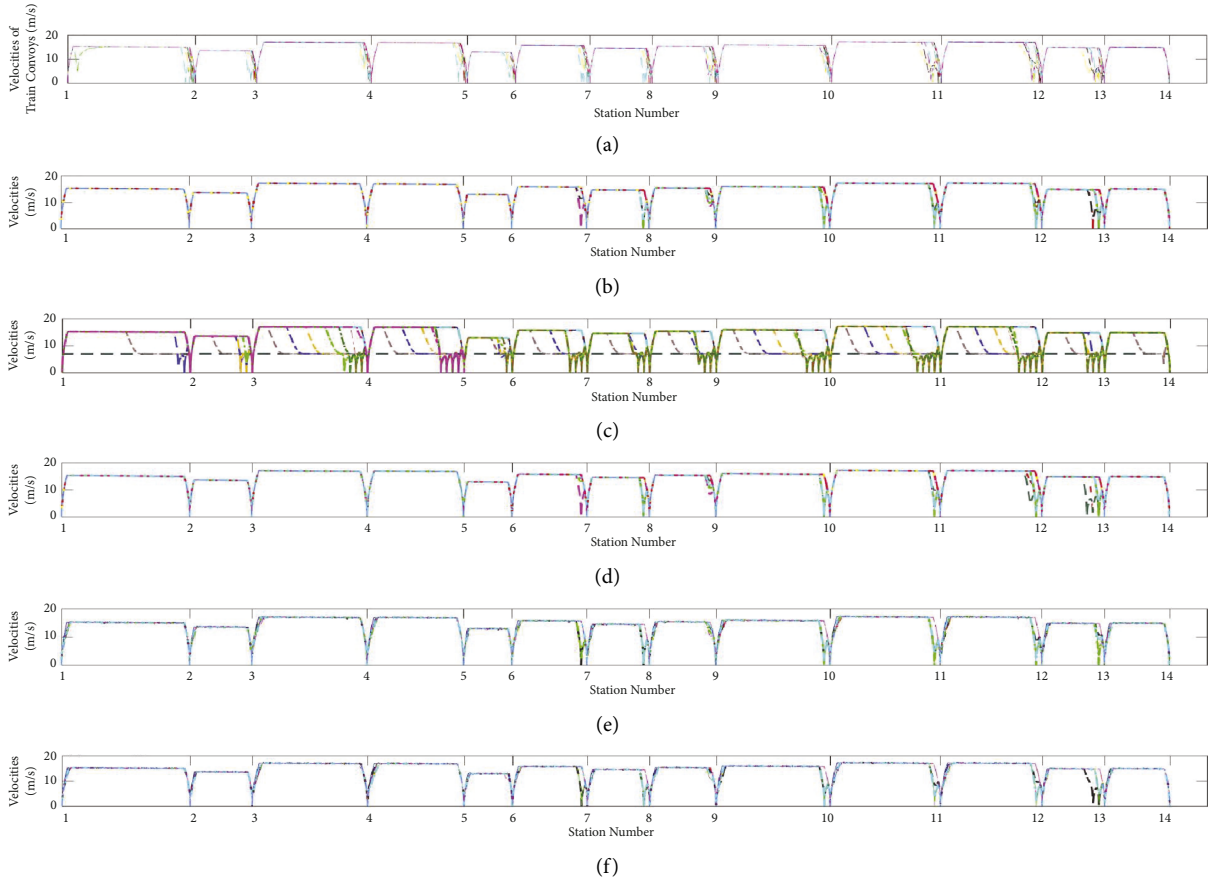 Velocities of
Train Convoys (m/s)
20
10
0
1 2 3 4 5 6 7 8 9 10 11 12 13 14
Station Number
(a)
Velocities
(m/s)
20
10
0
1 2 3 4 5 6 7 8 9 10 11 12 13 14
Station Number
(b)
Velocities
(m/s)
20
10
0
1 2 3 4 5 6 7 8 9 10 11 12 13 14
Station Number
(c)
Velocities
(m/s)
20
10
0
1 2 3 4 5 6 7 8 9 10 11 12 13 14
Station Number
(d)
Velocities
(m/s)
20
10
0
1 2 3 4 5 6 7 8 9 10 11 12 13 14
Station Number
(e)
Velocities
(m/s)
20
10
0
1 2 3 4 5 6 7 8 9 10 11 12 13 14
Station Number
(f)